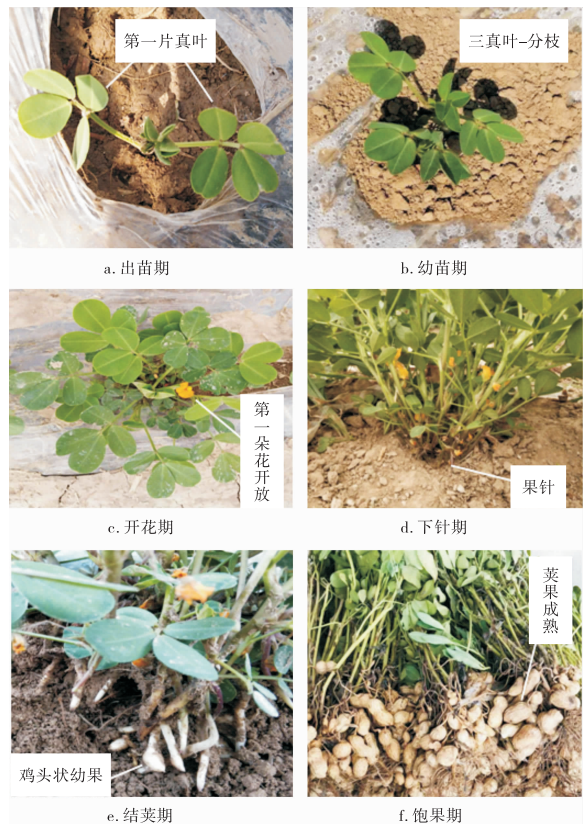 第一片真叶
三真叶-分枝
a.出苗期
b.幼苗期
第一朵花开放
果针
c.开花期
d.下针期
鸡头状幼果
荚果成熟
e.结荚期
f.饱果期